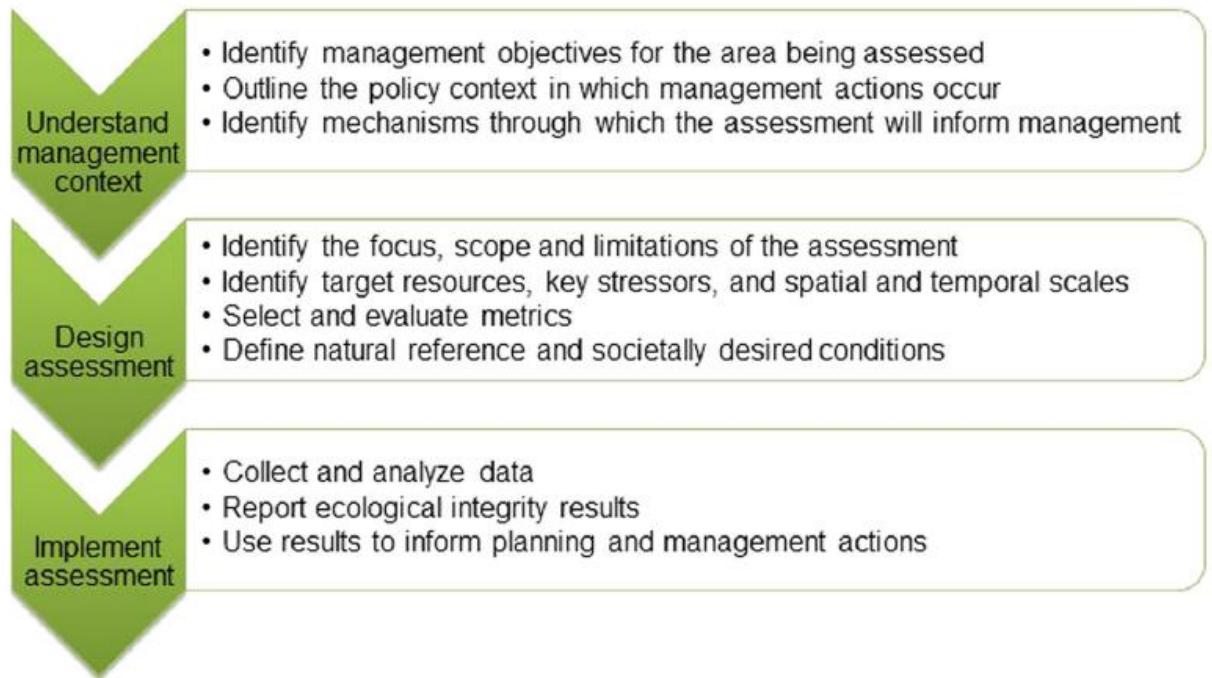 Understand
management
context
• Identify management objectives for the area being assessed
• Outline the policy context in which management actions occur
• Identify mechanisms through which the assessment will inform management
Design
assessment
• Identify the focus, scope and limitations of the assessment
• Identify target resources, key stressors, and spatial and temporal scales
• Select and evaluate metrics
• Define natural reference and societally desired conditions
Implement
assessment
• Collect and analyze data
• Report ecological integrity results
• Use results to inform planning and management actions